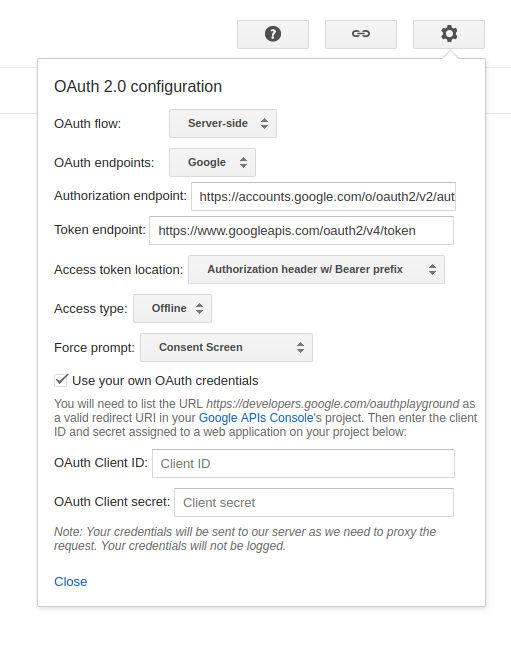 OAuth 2.0 configuration
OAuth flow: Server-side
OAuth endpoints: Google
Authorization endpoint: https://accounts.google.com/o/oauth2/v2/aut
Token endpoint: https://www.googleapis.com/oauth2/v4/token
Access token location: Authorization header w/ Bearer prefix
Access type: Offline
Force prompt: Consent Screen
Use your own OAuth credentials
You will need to list the URL https://developers.google.com/oauthplayground as
a valid redirect URI in your Google APIs Console's project. Then enter the client
ID and secret assigned to a web application on your project below:
OAuth Client ID: Client ID
OAuth Client secret: Client secret
Note: Your credentials will be sent to our server as we need to proxy the
request. Your credentials will not be logged.
Close